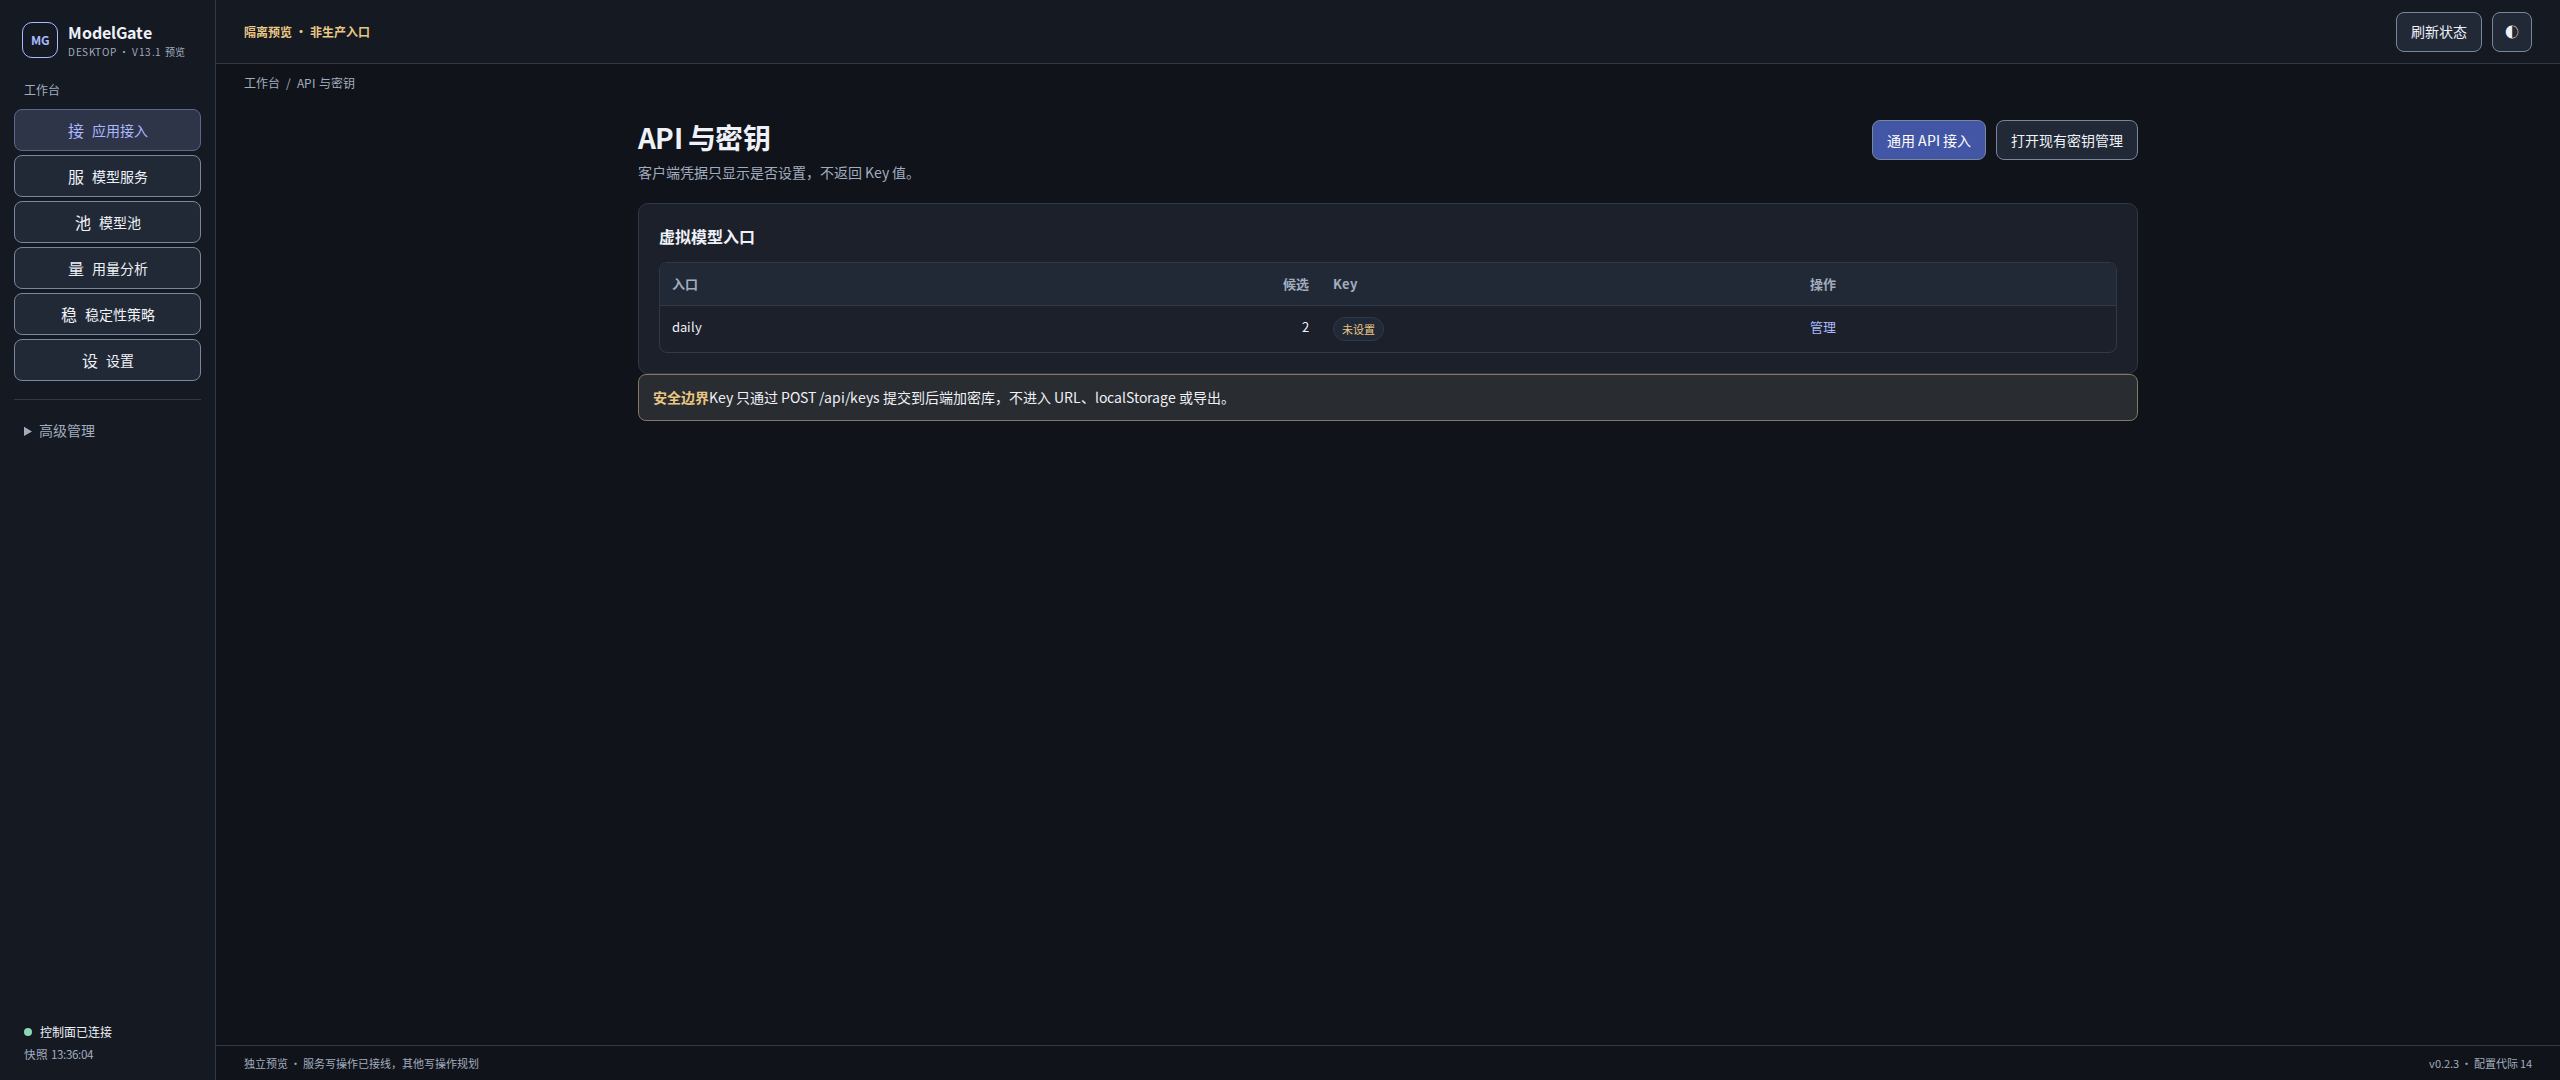 MG
ModelGate
DESKTOP · V13.1 预览
工作台
接 应用接入
服 模型服务
池 模型池
量 用量分析
稳 稳定性策略
设 设置
▶ 高级管理
控制面已连接
快照 13:36:04
隔离预览 · 非生产入口
刷新状态
工作台 / API 与密钥
API 与密钥
客户端凭据只显示是否设置，不返回 Key 值。
通用 API 接入
打开现有密钥管理
虚拟模型入口
入口 候选 Key 操作
daily 2 未设置 管理
安全边界Key 只通过 POST /api/keys 提交到后端加密库，不进入 URL、localStorage 或导出。
独立预览 · 服务写操作已接线，其他写操作规划
v0.2.3 · 配置代际 14